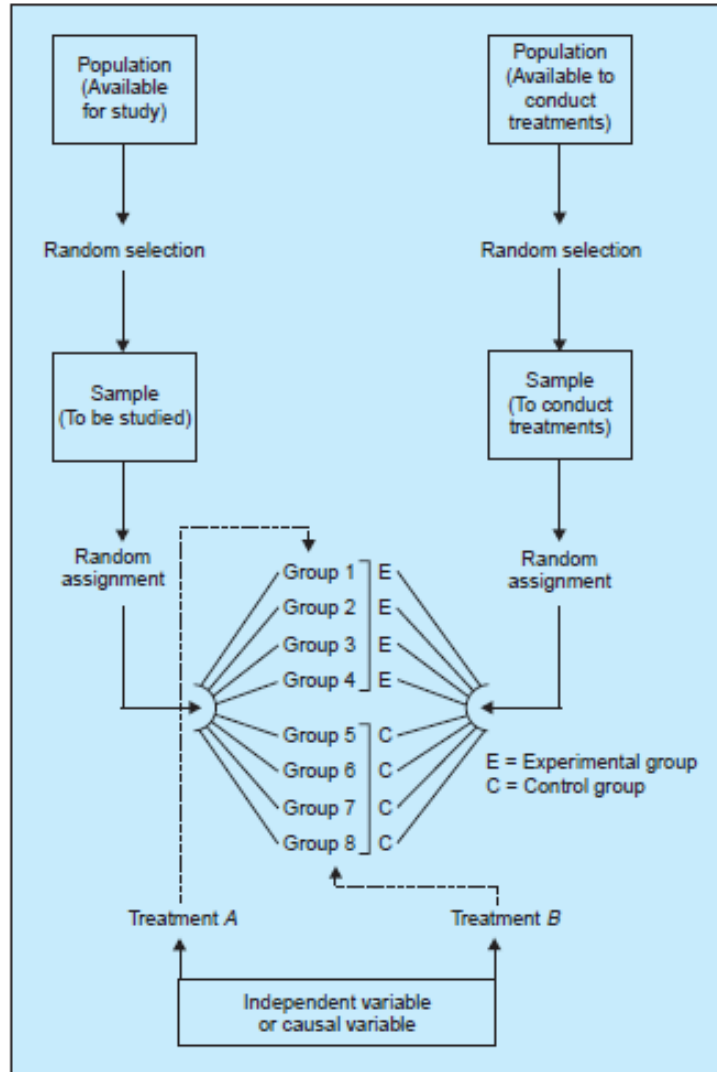 Population
(Available
for study)
Population
(Available to
conduct
treatments)
Random selection
Random selection
Sample
(To be studied)
Sample
(To conduct
treatments)
Random
assignment
Random
assignment
Group 1 E
Group 2 E
Group 3 E
Group 4 E
Group 5 C
Group 6 C
Group 7 C
Group 8 C
E = Experimental group
C = Control group
Treatment A
Treatment B
Independent variable
or causal variable